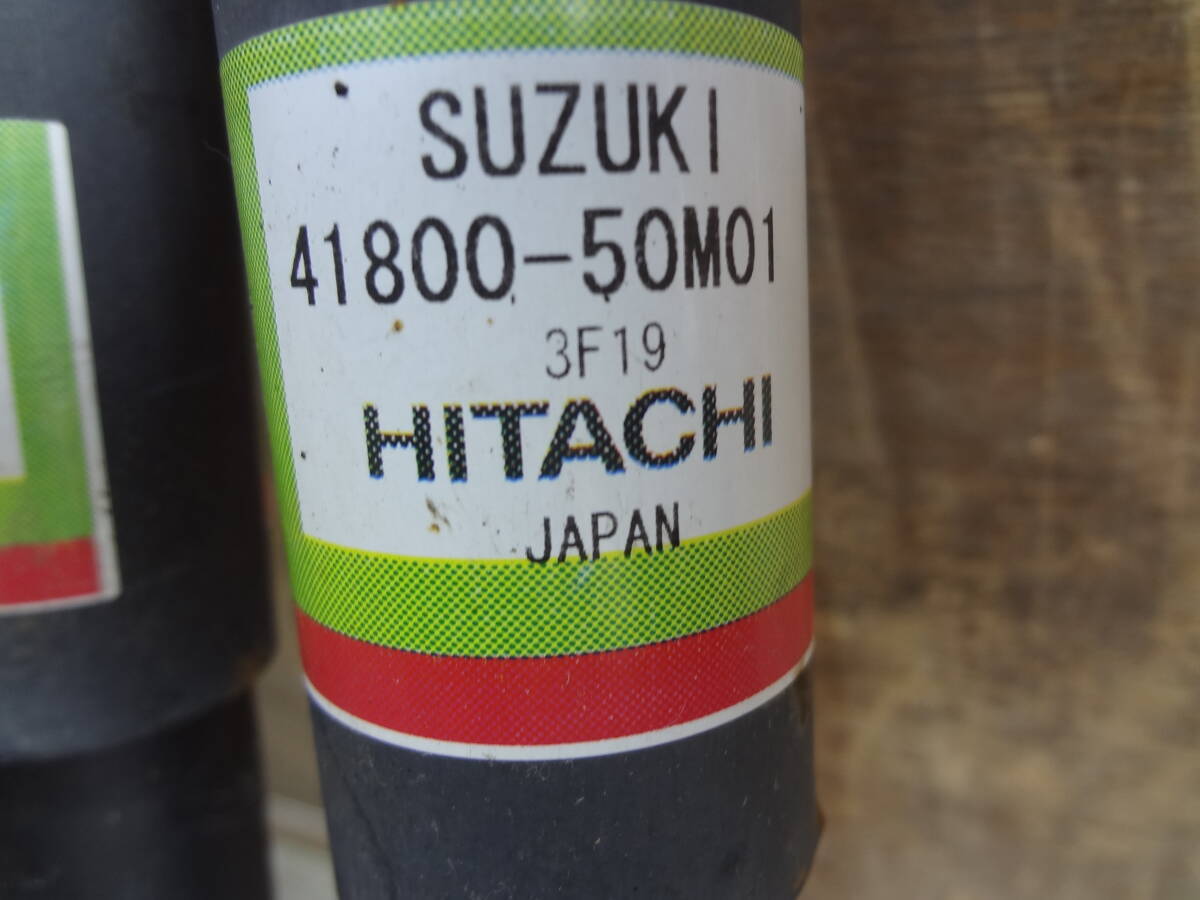 SUZUKI
41800-50M01
3F19
HITACHI
JAPAN